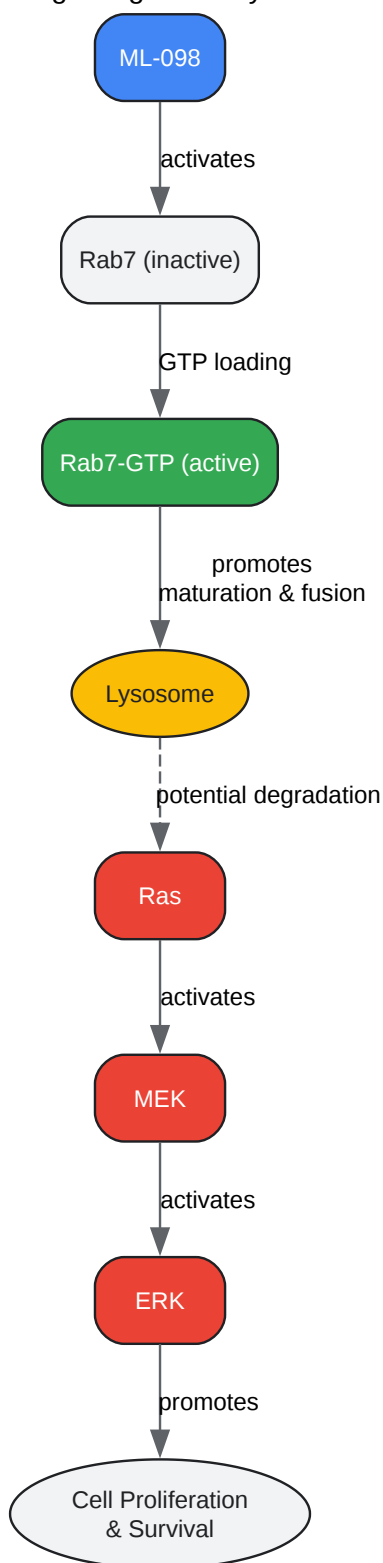 ML-098
activates
Rab7 (inactive)
GTP loading
Rab7-GTP (active)
promotes
maturation & fusion
Lysosome
potential degradation
Ras
activates
MEK
activates
ERK
promotes
Cell Proliferation
& Survival